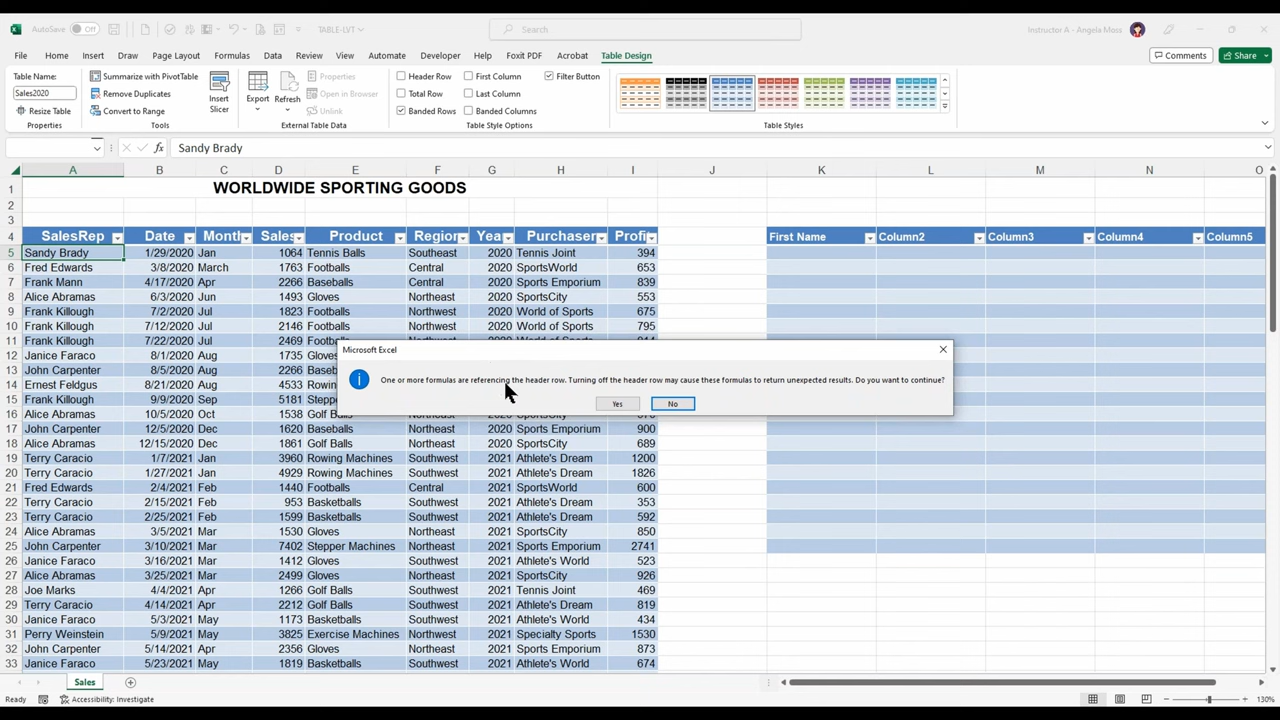 AutoSave Off TABLE-LVT Search Instructor A - Angela Moss
File Home Insert Draw Page Layout Formulas Data Review View Automate Developer Help Foxit PDF Acrobat Table Design Comments Share
Table Name: Summarize with PivotTable Properties Header Row First Column Filter Button
Sales2020 Remove Duplicates Insert Slicer Export Refresh Open in Browser Total Row Last Column
Resize Table Convert to Range Unlink Banded Rows Banded Columns
Properties Tools External Table Data Table Style Options Table Styles
fx Sandy Brady
A B C D E F G H I J K L M N O
1 WORLDWIDE SPORTING GOODS
2
3
4 SalesRep Date Month Sales Product Region Year Purchaser Profit First Name Column2 Column3 Column4 Column5
5 Sandy Brady 1/29/2020 Jan 1064 Tennis Balls Southeast 2020 Tennis Joint 394
6 Fred Edwards 3/8/2020 March 1763 Footballs Central 2020 SportsWorld 653
7 Frank Mann 4/17/2020 Apr 2266 Baseballs Central 2020 Sports Emporium 839
8 Alice Abramas 6/3/2020 Jun 1493 Gloves Northeast 2020 SportsCity 553
9 Frank Killough 7/2/2020 Jul 1823 Footballs Northeast 2020 World of Sports 675
10 Frank Killough 7/12/2020 Jul 2146 Footballs Northeast 2020 World of Sports 795
11 Frank Killough 7/22/2020 Jul 2469
12 Janice Faraco 8/1/2020 Aug 1735 Gloves
13 John Carpenter 8/5/2020 Aug 2266
14 Ernest Feldgus 8/21/2020 Aug 4533
15 Frank Killough 9/6/2020 Sep 5181
Microsoft Excel
One or more formulas are referencing the header row. Turning off the header row may cause these formulas to return unexpected results. Do you want to continue?
Yes No
16 Alice Abramas 10/5/2020 Oct 1538 Golf Balls Northeast 2020 SportsCity
17 John Carpenter 12/5/2020 Dec 1620 Baseballs Northeast 2020 Sports Emporium 900
18 Alice Abramas 12/15/2020 Dec 1861 Golf Balls Northeast 2020 SportsCity 689
19 Terry Caracio 1/7/2021 Jan 3960 Rowing Machines Southwest 2021 Athlete's Dream 1200
20 Terry Caracio 1/27/2021 Jan 4929 Rowing Machines Southwest 2021 Athlete's Dream 1826
21 Fred Edwards 2/4/2021 Feb 1440 Footballs Central 2021 SportsWorld 600
22 Terry Caracio 2/15/2021 Feb 953 Basketballs Southwest 2021 Athlete's Dream 353
23 Terry Caracio 2/25/2021 Feb 1599 Basketballs Southwest 2021 Athlete's Dream 592
24 Alice Abramas 3/5/2021 Mar 1530 Gloves Northeast 2021 SportsCity 850
25 John Carpenter 3/10/2021 Mar 7402 Stepper Machines Northeast 2021 Sports Emporium 2741
26 Janice Faraco 3/16/2021 Mar 1412 Gloves Southwest 2021 Athlete's World 523
27 Alice Abramas 3/25/2021 Mar 2499 Gloves Northeast 2021 SportsCity 926
28 Joe Marks 4/4/2021 Apr 1266 Golf Balls Southeast 2021 Tennis Joint 469
29 Terry Caracio 4/14/2021 Apr 2212 Golf Balls Southwest 2021 Athlete's Dream 819
30 Janice Faraco 5/3/2021 May 1173 Basketballs Southwest 2021 Athlete's World 434
31 Perry Weinstein 5/9/2021 May 3825 Exercise Machines Northwest 2021 Specialty Sports 1530
32 John Carpenter 5/14/2021 Apr 2356 Gloves Northeast 2021 Sports Emporium 873
33 Janice Faraco 5/23/2021 May 1819 Basketballs Southwest 2021 Athlete's World 674
Sales
Ready Accessibility: Investigate 130%